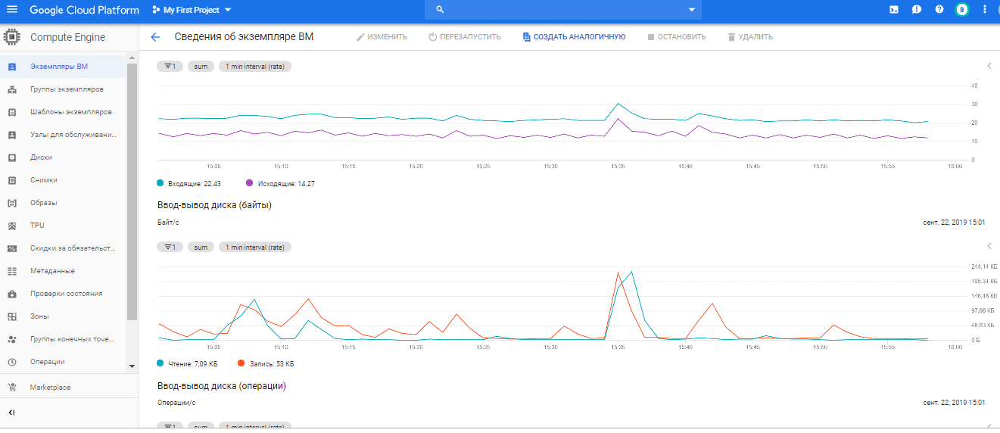 Google Cloud Platform My First Project 8
Compute Engine
Сведения об экземпляре ВМ
ИЗМЕНИТЬ ПЕРЕЗАПУСТИТЬ СОЗДАТЬ АНАЛОГИЧНУЮ ОСТАНОВИТЬ УДАЛИТЬ
Экземпляры ВМ
Группы экземпляров
Шаблоны экземпляров
Узлы для обслуживани...
Диски
Снимки
Образы
TPU
Скидки за обязательст...
Метаданные
Проверки состояния
Зоны
Группы конечных точе...
Операции
Marketplace
1 sum 1 min interval (rate)
40
30
20
10
0
15:05 15:10 15:15 15:20 15:25 15:30 15:35 15:40 15:45 15:50 15:55 16:00
Входящие: 22.43 Исходящие: 14.27
Ввод-вывод диска (байты)
Байт/с сент. 22, 2019 15:01
1 sum 1 min interval (rate)
244,14 КБ
195,31 КБ
146,48 КБ
97,66 КБ
48,83 КБ
0 Б
15:05 15:10 15:15 15:20 15:25 15:30 15:35 15:40 15:45 15:50 15:55 16:00
Чтение: 7,09 КБ Запись: 53 КБ
Ввод-вывод диска (операции)
Операции/с сент. 22, 2019 15:01
1 sum 1 min interval (rate)